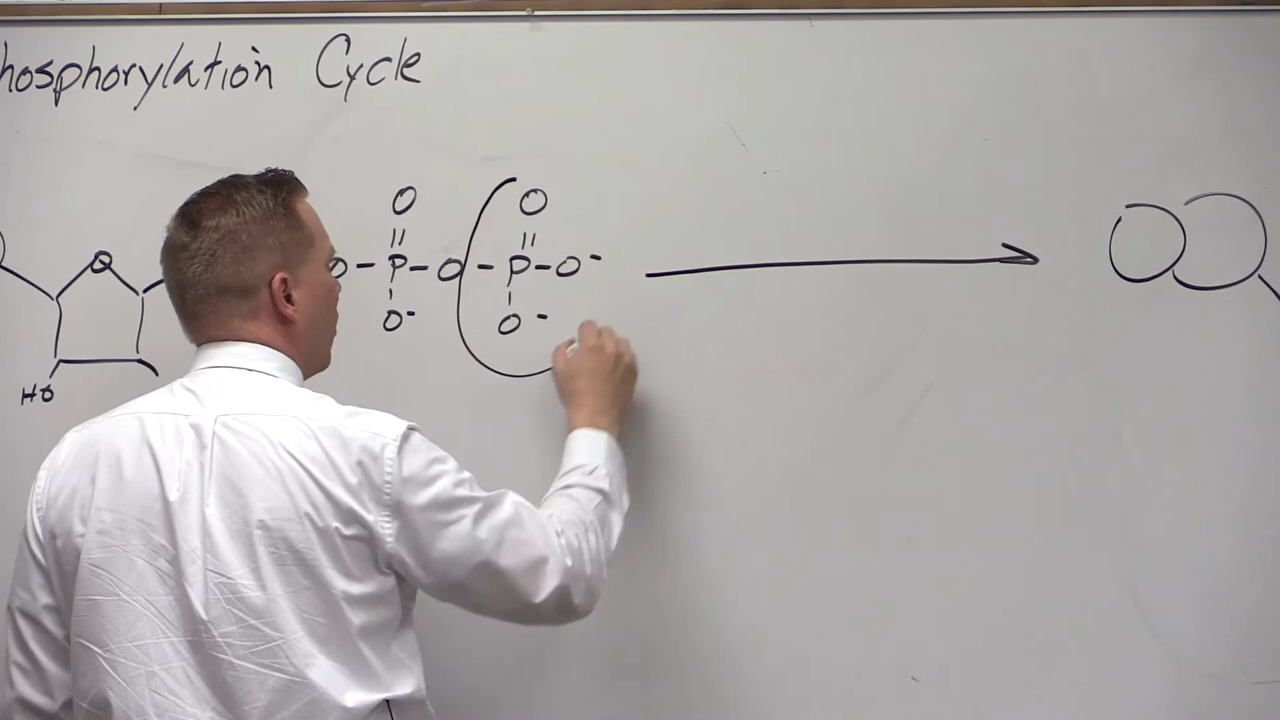 hosphorylation Cycle
O O
O
O - P - O - P - O -
O - O -
HO